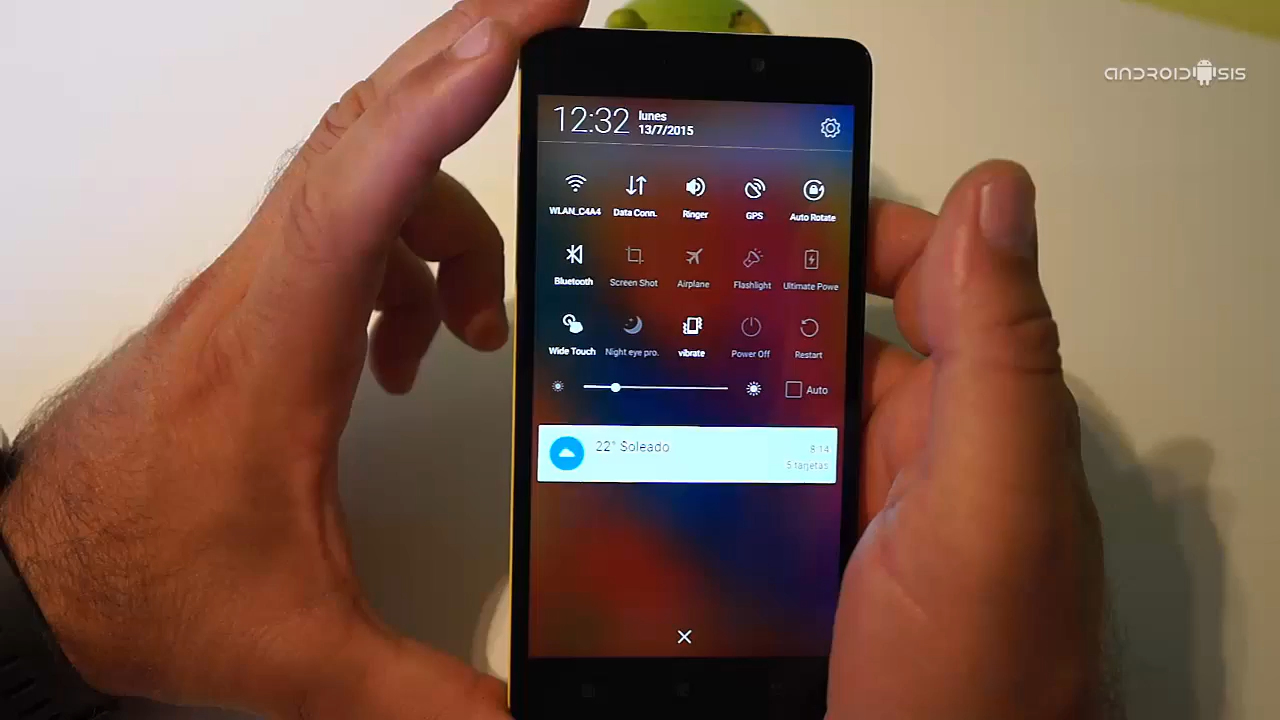 ANDROIDSIS
12:32
lunes
13/7/2015
WLAN_C4A4 Data Conn. Ringer GPS Auto Rotate
Bluetooth Screen Shot Airplane Flashlight Ultimate Powe
Wide Touch Night eye pro. vibrate Power Off Restart
Auto
22° Soleado
8:14
5 tarjetas